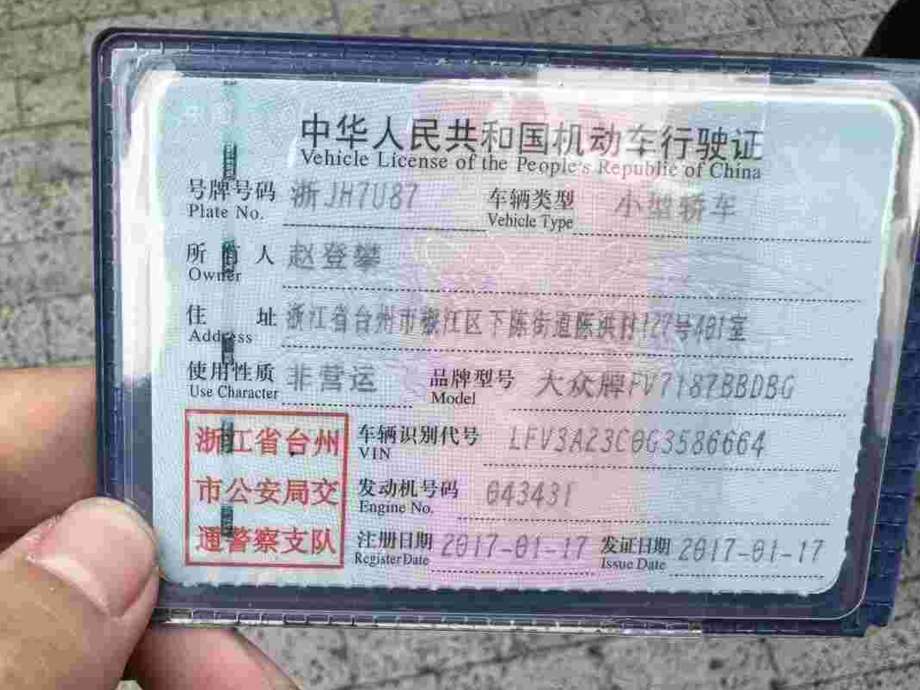 中华人民共和国机动车行驶证
Vehicle License of the People's Republic of China
号牌号码 浙JH7U87 车辆类型 小型轿车
Plate No. Vehicle Type
所有人 赵登攀
Owner
住址 浙江省台州市椒江区下陈街道陈洪村127号401室
Address
使用性质 非营运 品牌型号 大众牌FV7187BBDBG
Use Character Model
浙江省台州 车辆识别代号 LFV3A23C0G3586664
VIN
市公安局交 发动机号码
Engine No.
通警察支队 注册日期 2017-01-17 发证日期 2017-01-17
Register Date Issue Date